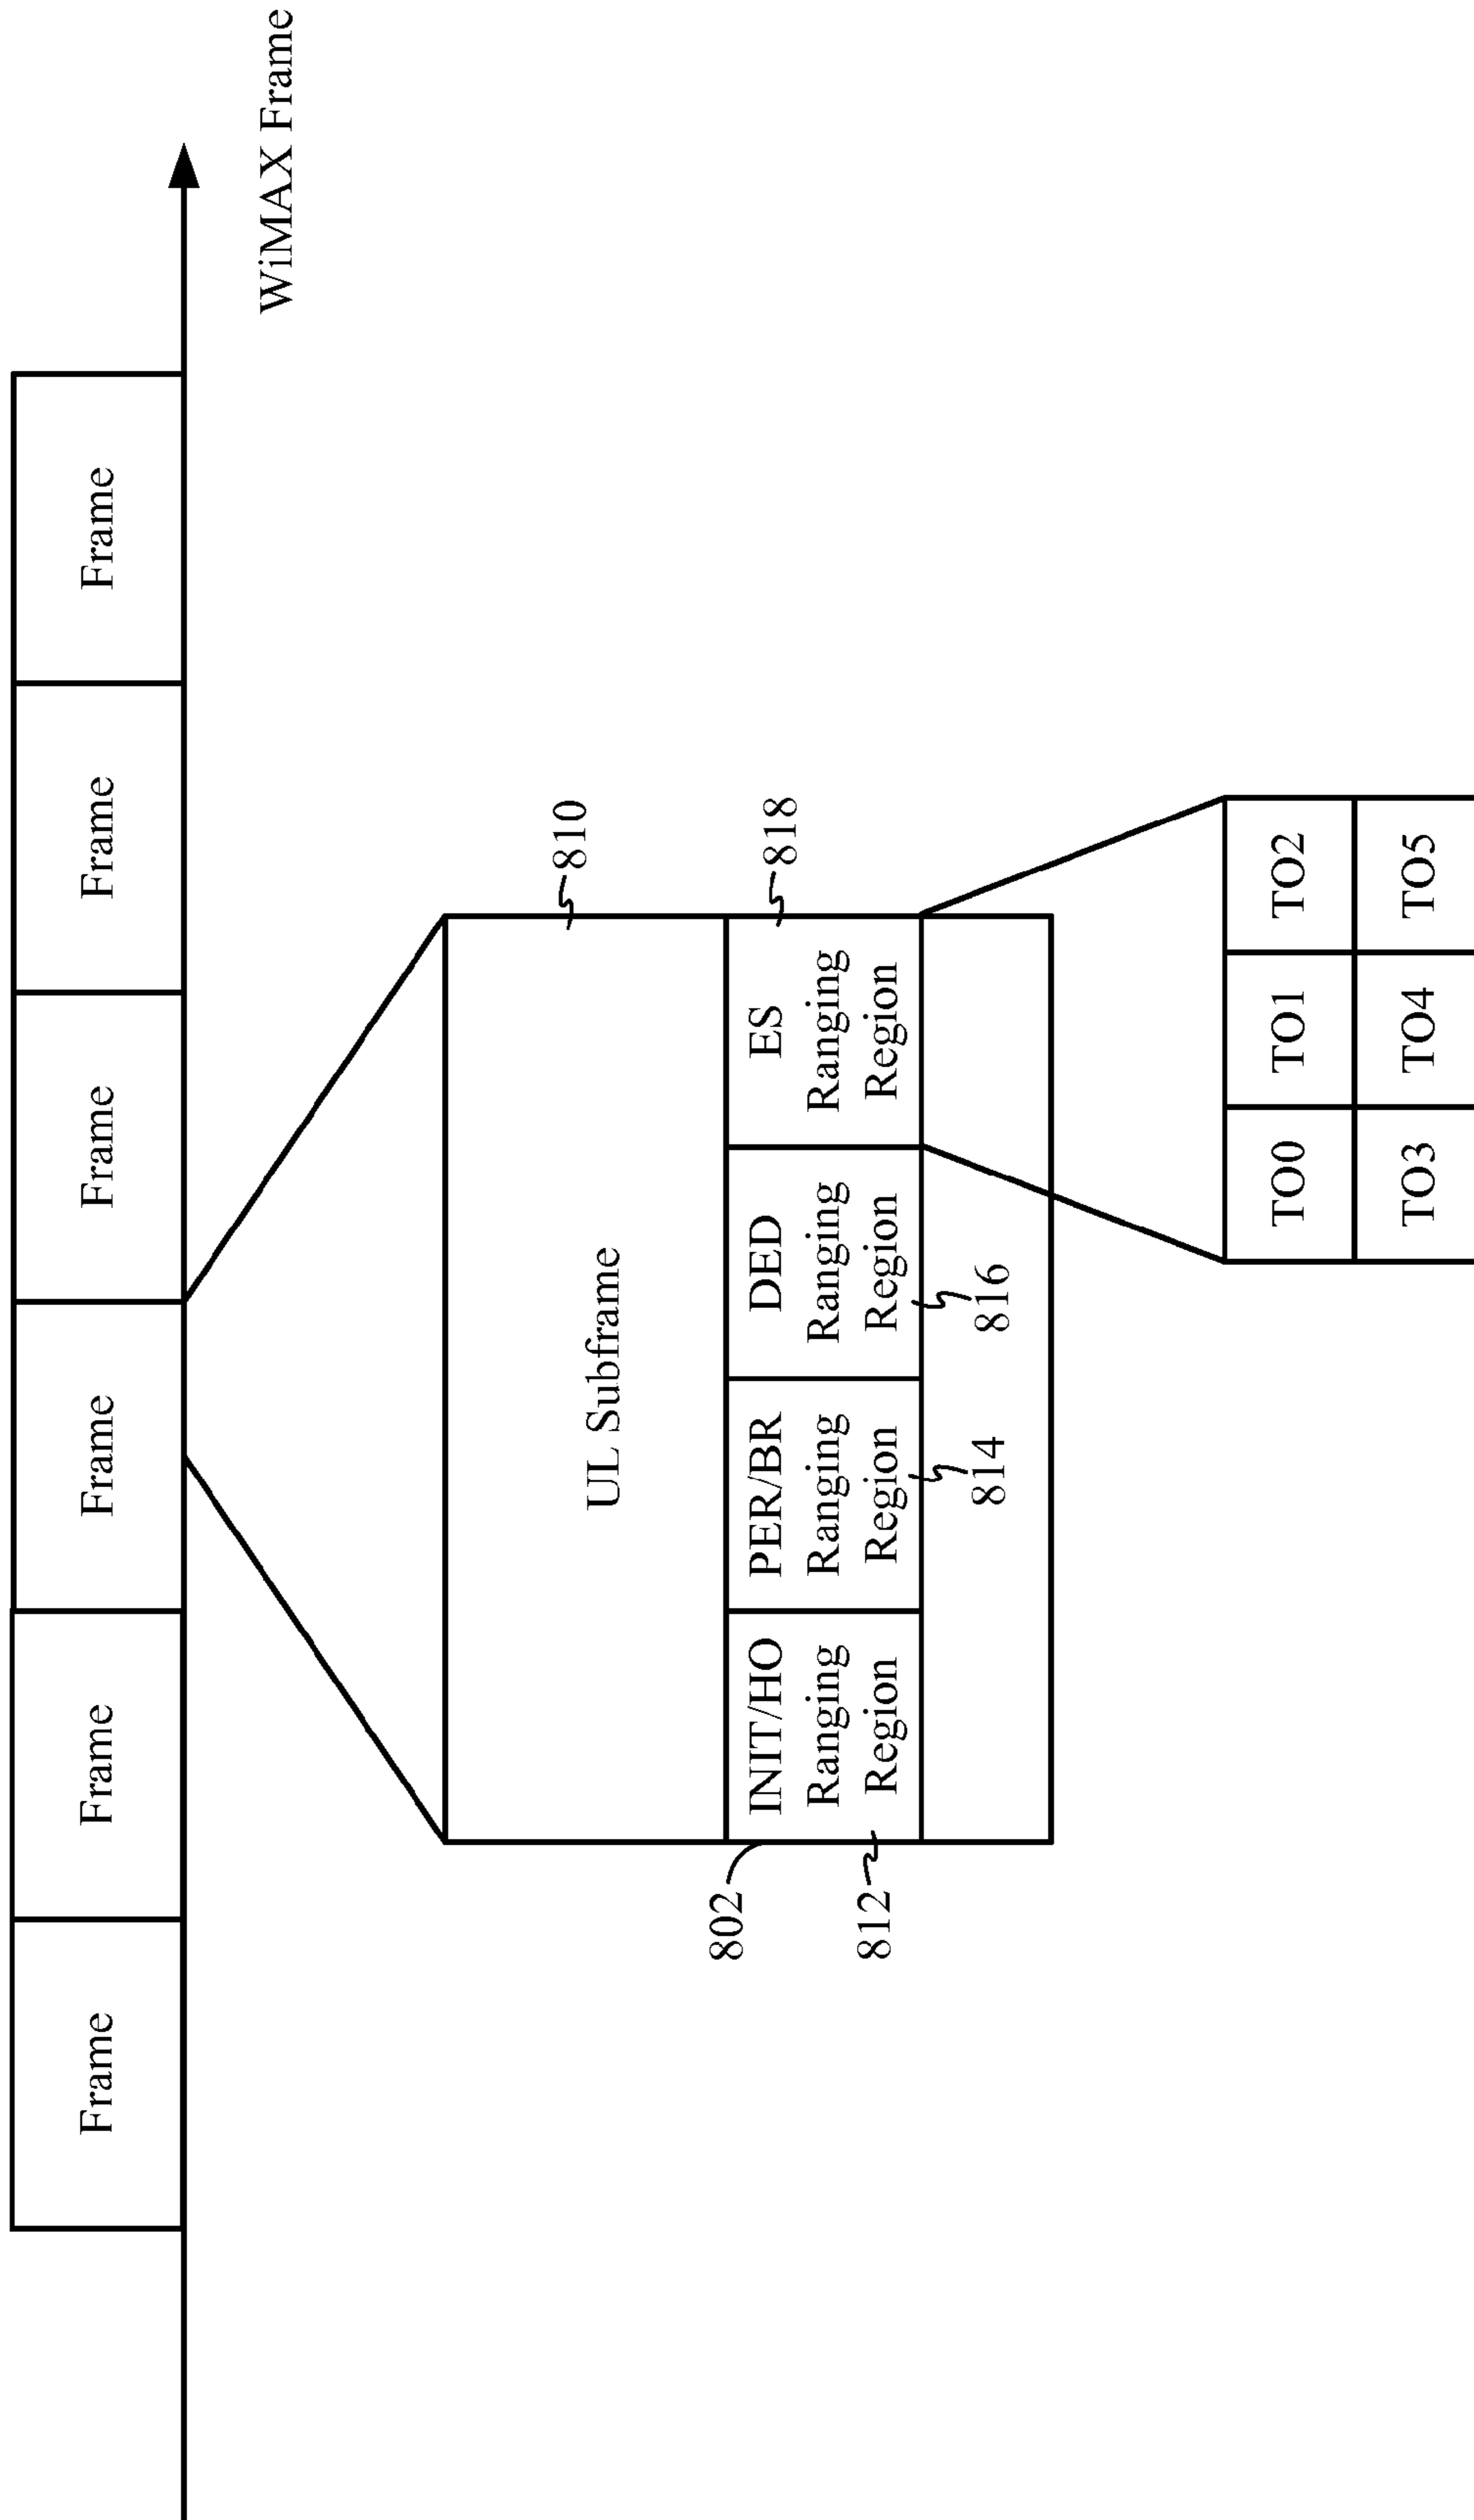 Frame
Frame
Frame
Frame
Frame
Frame
WiMAX Frame
810
UL Subframe
802
812
INIT/HO
Ranging
Region
PER/BR
Ranging
Region
DED
Ranging
Region
ES
Ranging
Region
818
814
816
TO0
TO1
TO2
TO3
TO4
TO5